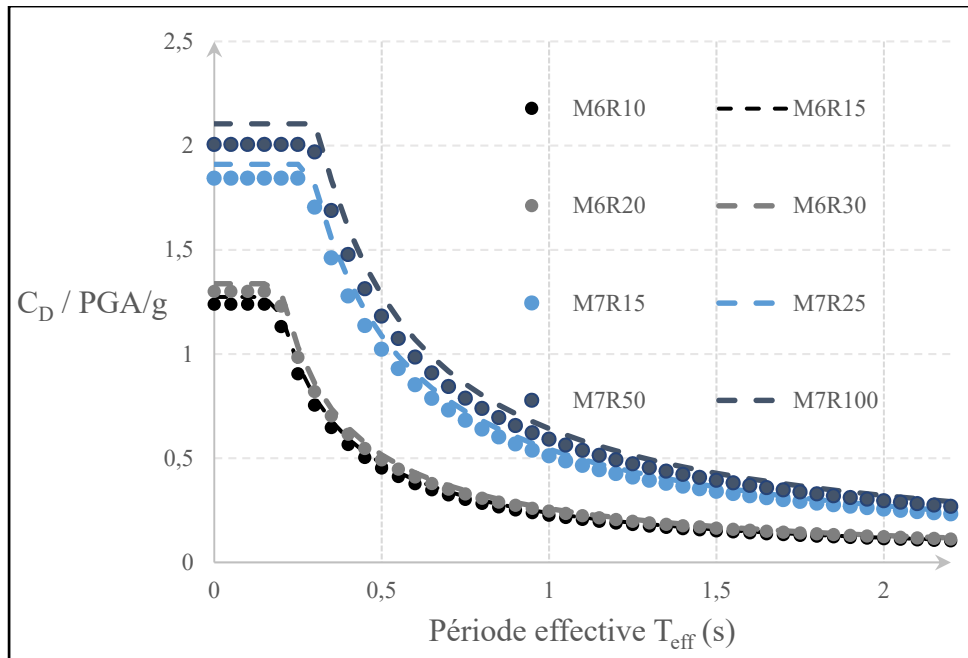 2,5
2
1,5
1
0,5
0
C_D / PGA/g
M6R10 M6R15
M6R20 M6R30
M7R15 M7R25
M7R50 M7R100
0 0,5 1 1,5 2
Période effective T_eff (s)